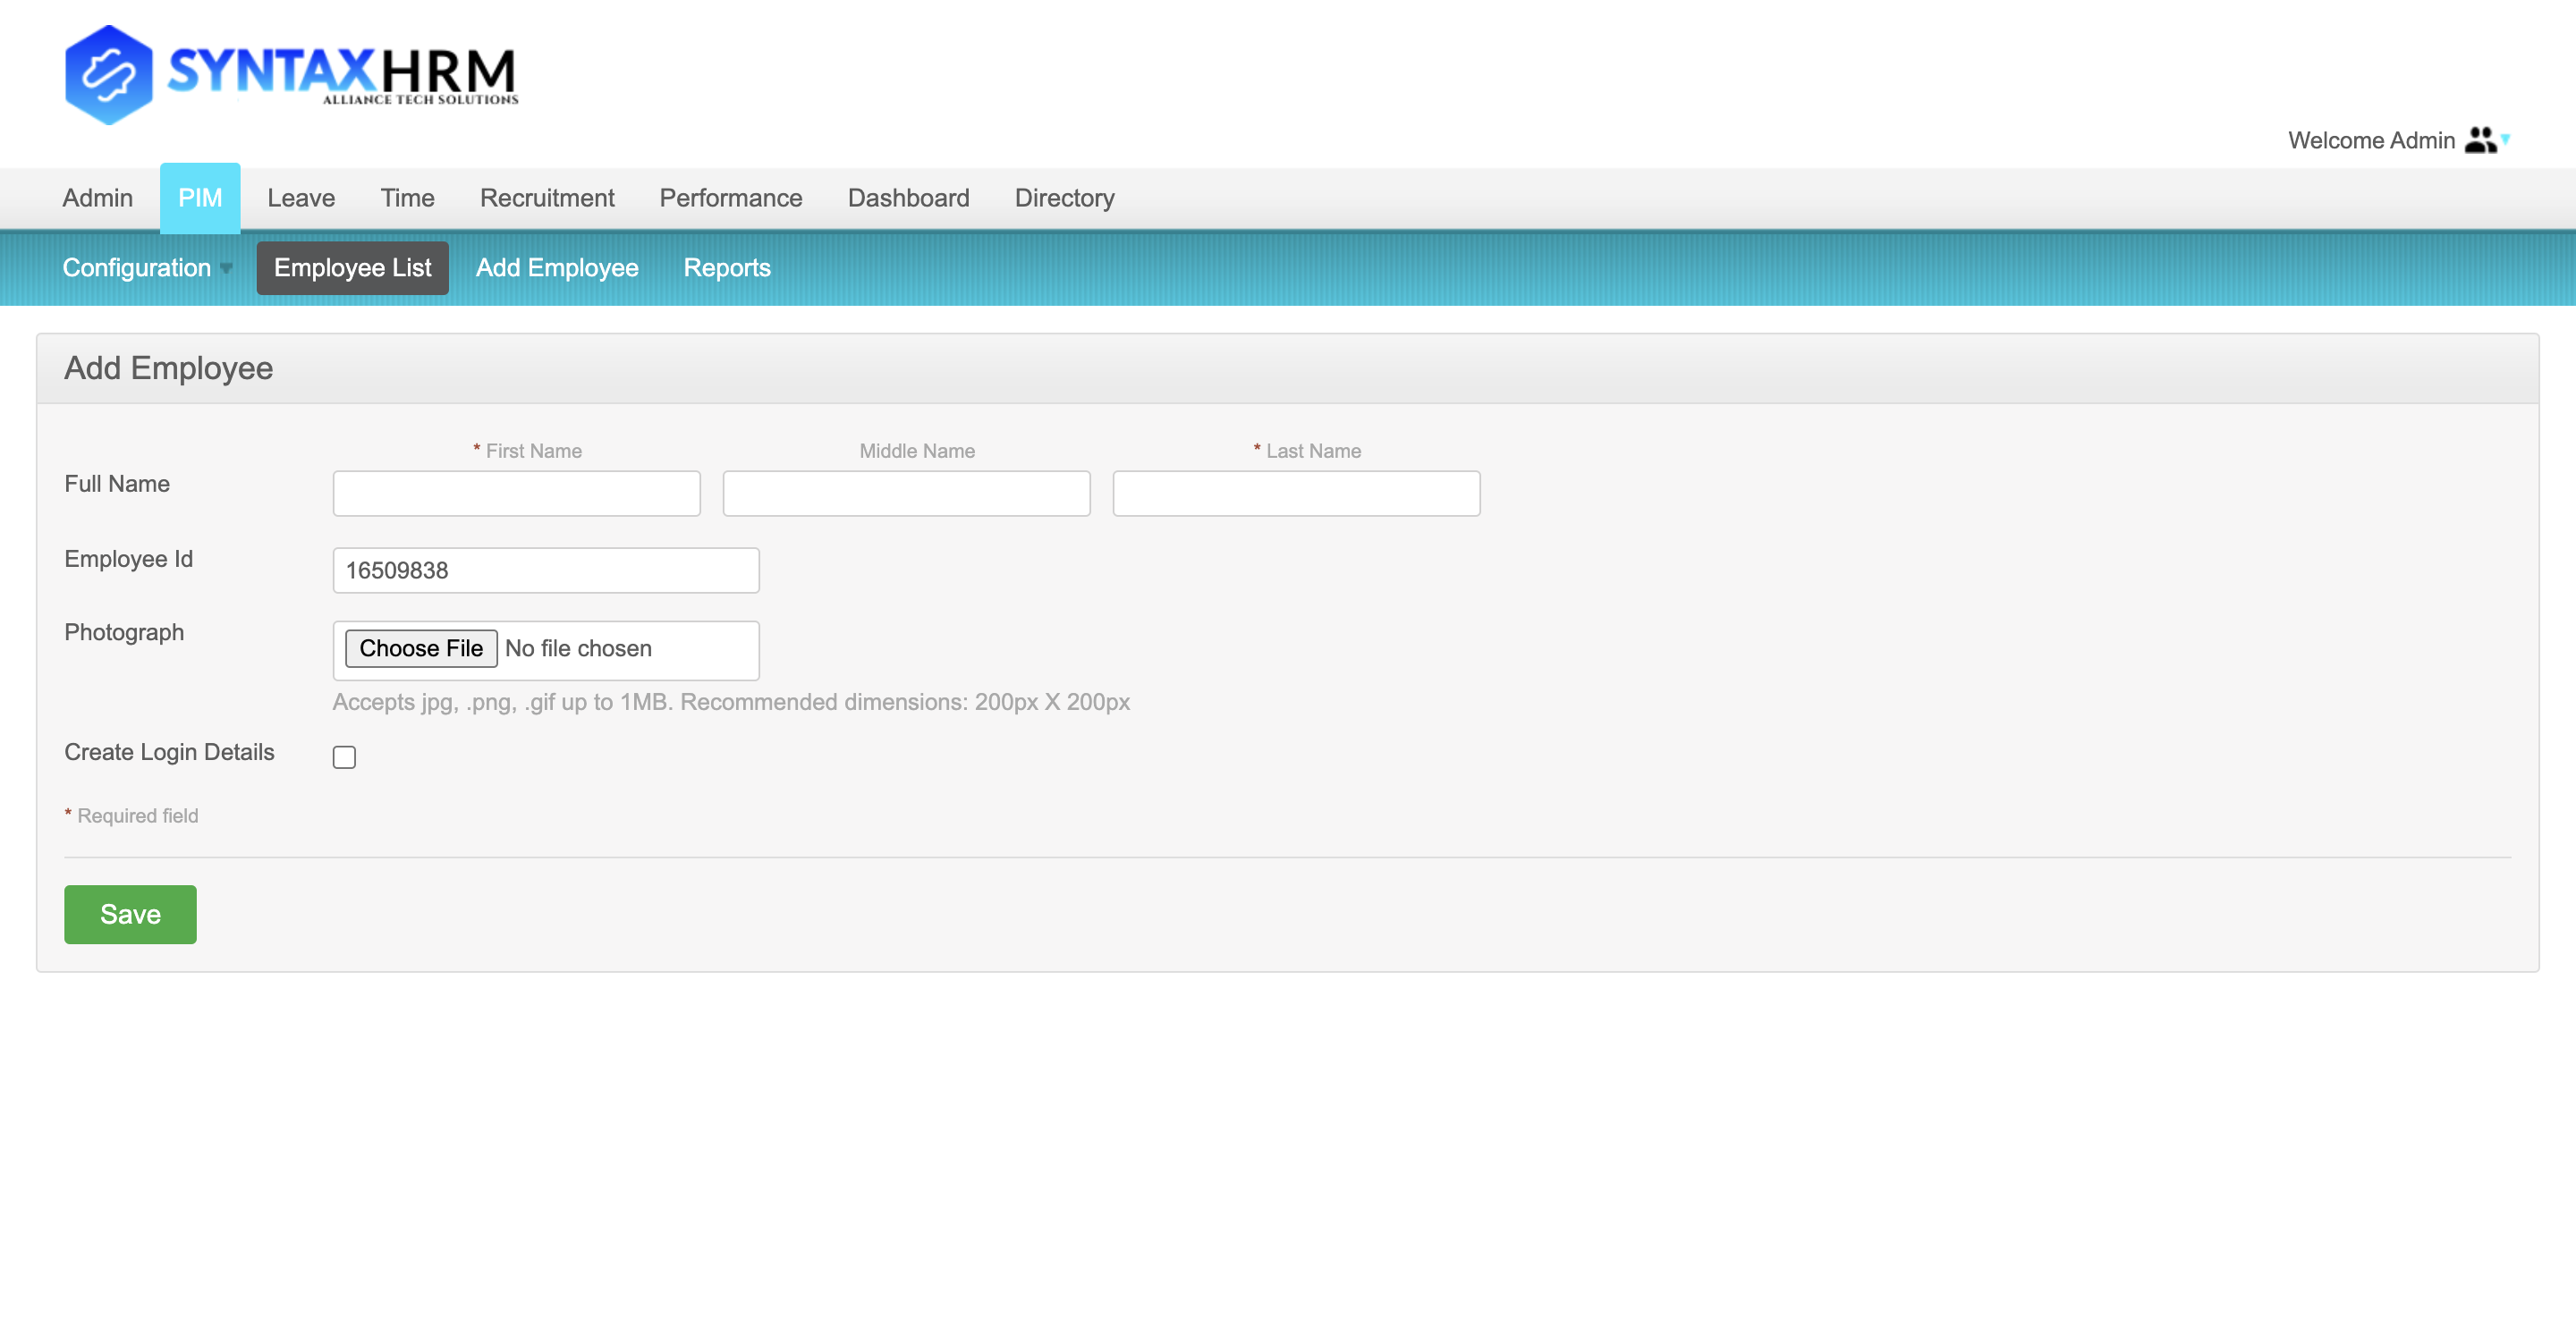 SYNTAXHRM
ALLIANCE TECH SOLUTIONS
Welcome Admin
Admin PIM Leave Time Recruitment Performance Dashboard Directory
Configuration Employee List Add Employee Reports
Add Employee
* First Name Middle Name * Last Name
Full Name
Employee Id 16509838
Photograph Choose File No file chosen
Accepts jpg, .png, .gif up to 1MB. Recommended dimensions: 200px X 200px
Create Login Details
* Required field
Save